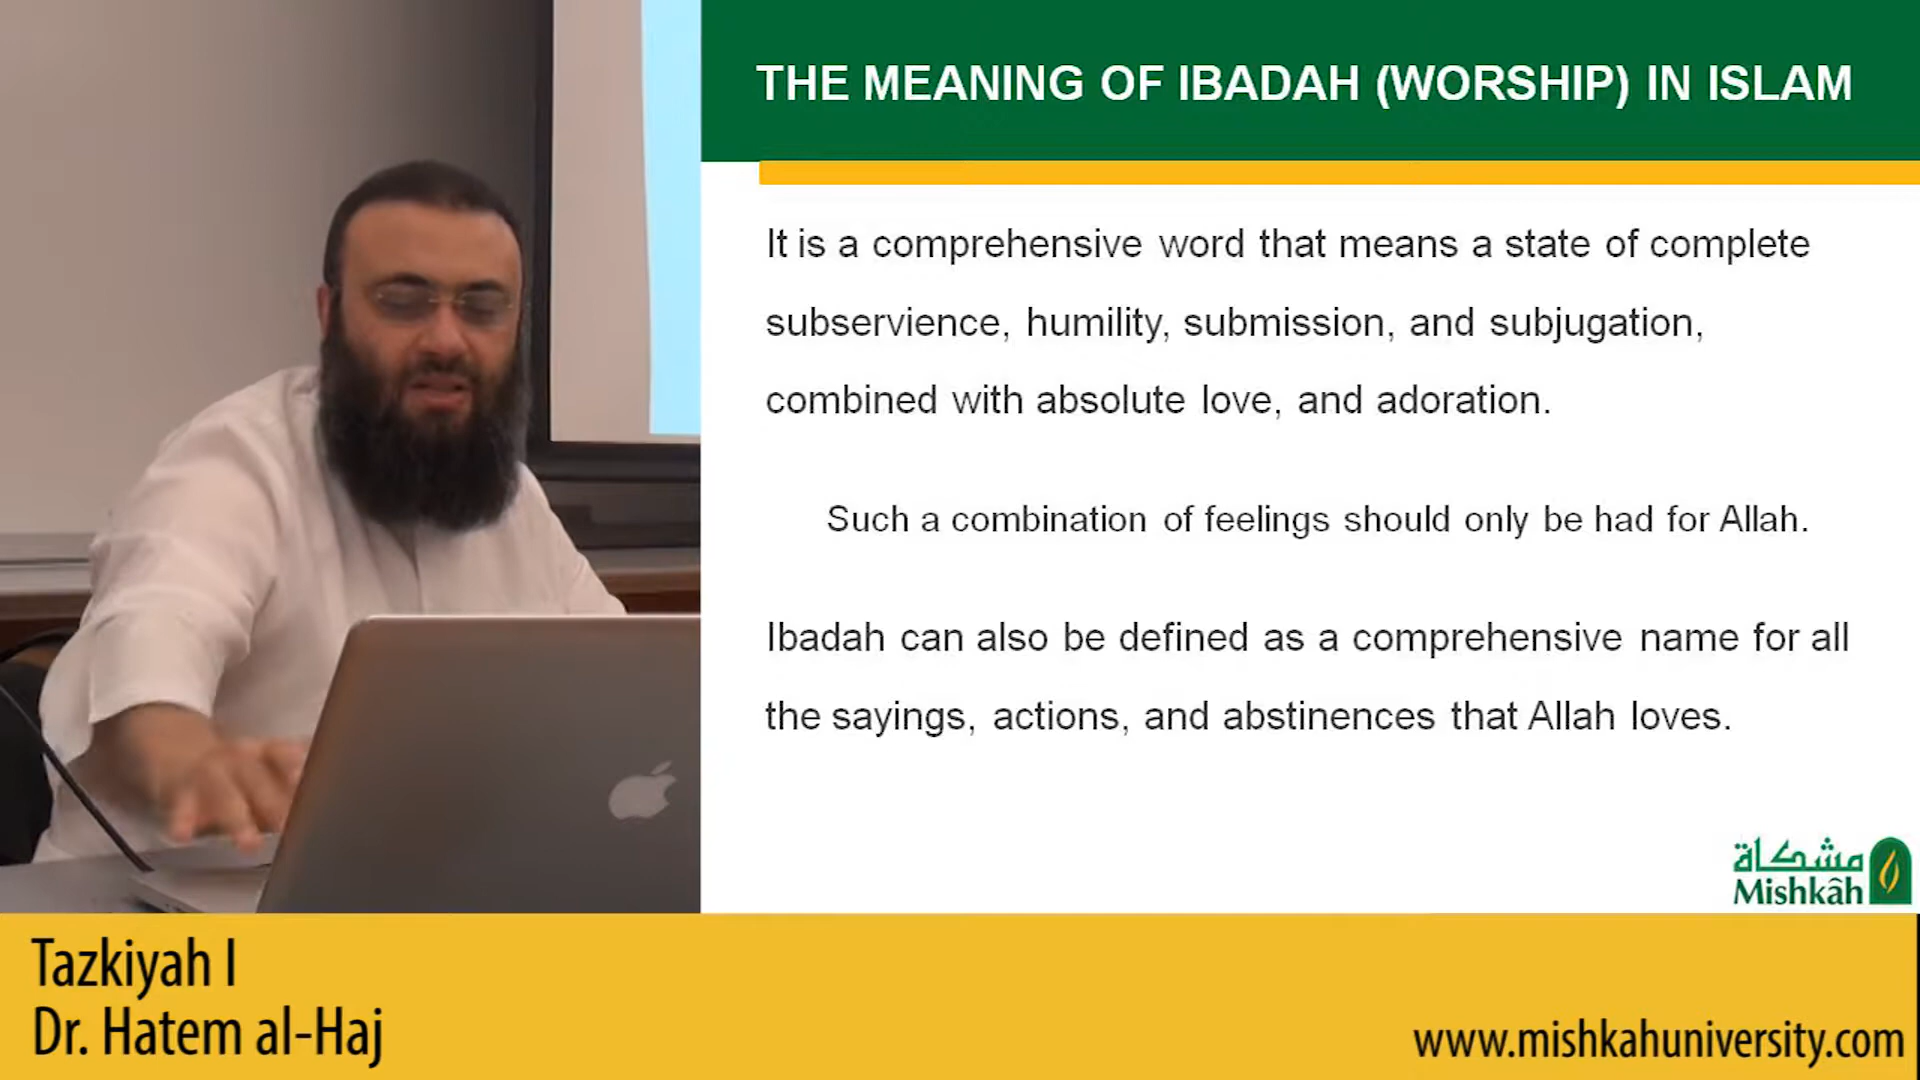 THE MEANING OF IBADAH (WORSHIP) IN ISLAM
It is a comprehensive word that means a state of complete
subservience, humility, submission, and subjugation,
combined with absolute love, and adoration.
Such a combination of feelings should only be had for Allah.
Ibadah can also be defined as a comprehensive name for all
the sayings, actions, and abstinences that Allah loves.
مشكاة
Mishkâh
Tazkiyah I
Dr. Hatem al-Haj
www.mishkahuniversity.com